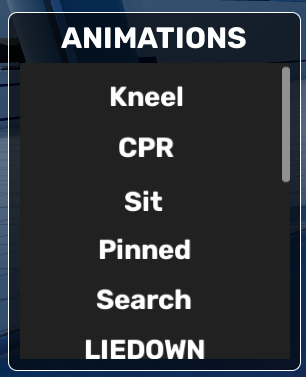 ANIMATIONS
Kneel
CPR
Sit
Pinned
Search
LIEDOWN